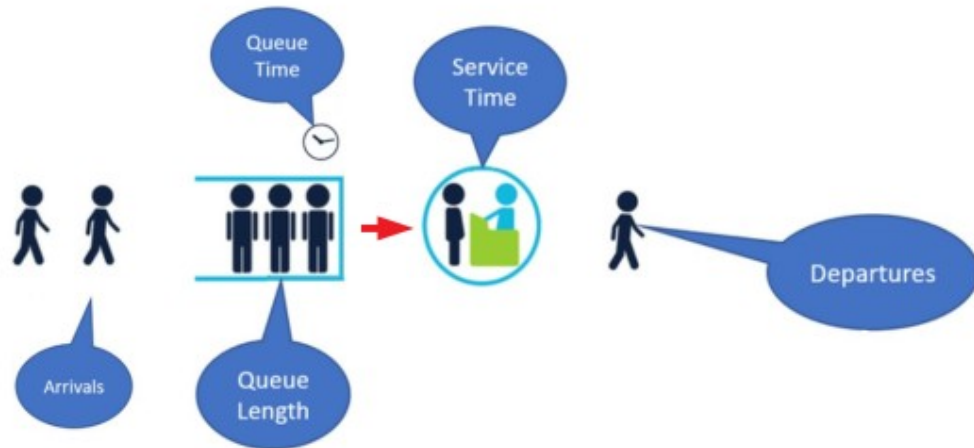 Queue
Time
Service
Time
Departures
Arrivals
Queue
Length